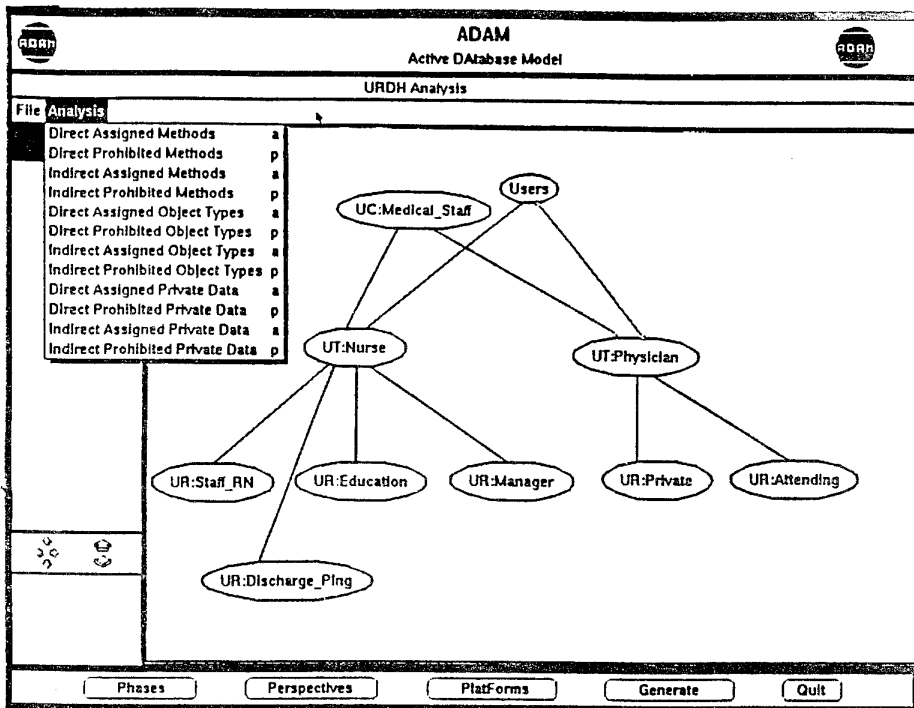 ADAM
ADAM
ADAM
Active DAtabase Model
URDH Analysis
File Analysis
Direct Assigned Methods a
Direct Prohibited Methods p
Indirect Assigned Methods a
Indirect Prohibited Methods p
Direct Assigned Object Types a
Direct Prohibited Object Types p
Indirect Assigned Object Types a
Indirect Prohibited Object Types p
Direct Assigned Private Data a
Direct Prohibited Private Data p
Indirect Assigned Private Data a
Indirect Prohibited Private Data p
Users
UC:Medical_Staff
UT:Nurse
UT:Physician
UR:Staff_RN
UR:Education
UR:Manager
UR:Private
UR:Attending
UR:Discharge_Plng
Phases
Perspectives
PlatForms
Generate
Quit